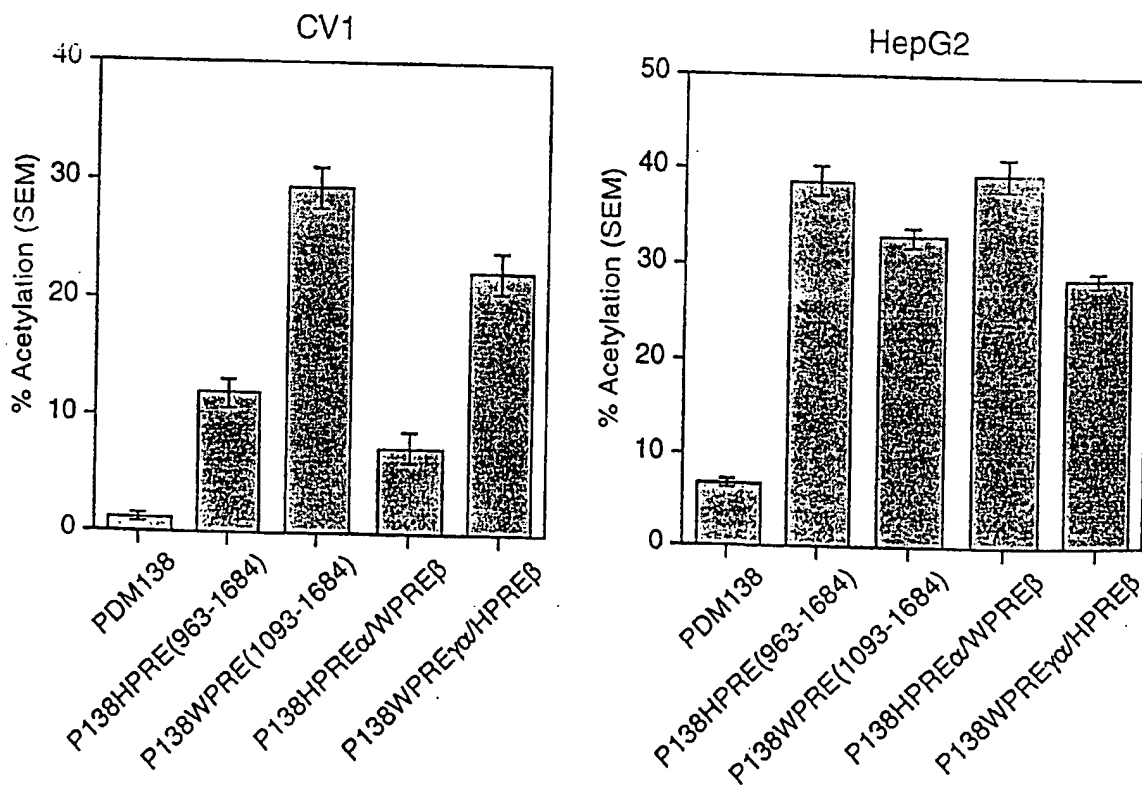 CV1
40
30
20
10
0
% Acetylation (SEM)
PDM138
P138HPRE(963-1684)
P138WPRE(1093-1684)
P138HPREα/WPREβ
P138WPREγα/HPREβ
HepG2
50
40
30
20
10
0
% Acetylation (SEM)
PDM138
P138HPRE(963-1684)
P138WPRE(1093-1684)
P138HPREα/WPREβ
P138WPREγα/HPREβ